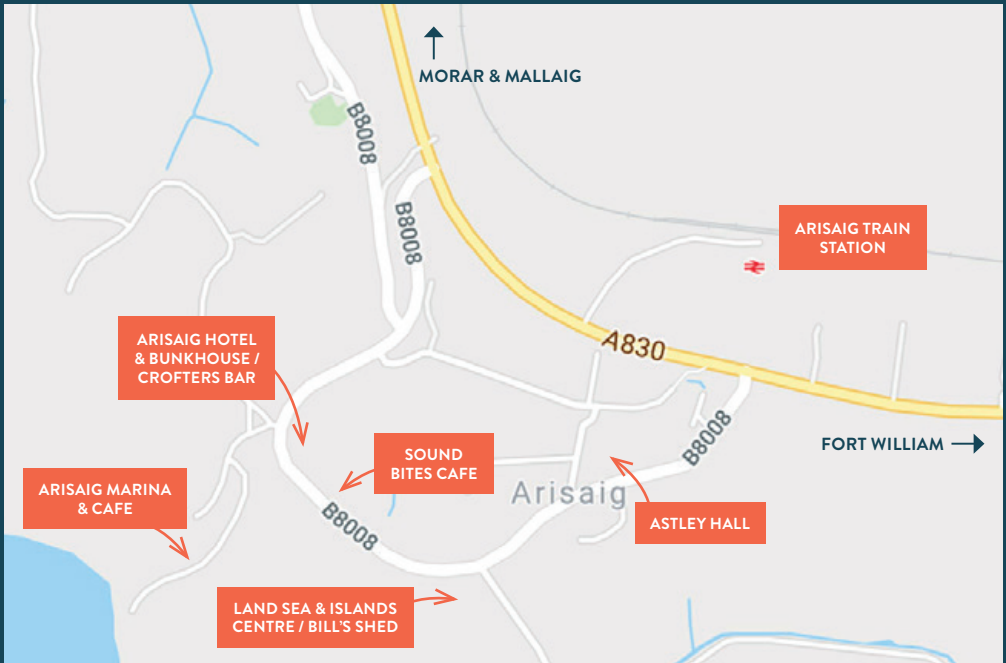 MORAR & MALLAIG
B8008
B8008
ARISAIG TRAIN
STATION
ARISAIG HOTEL
& BUNKHOUSE /
CROFTERS BAR
A830
B8008
FORT WILLIAM
SOUND
BITES CAFE
ARISAIG MARINA
& CAFE
Arisaig
B8008
ASTLEY HALL
LAND SEA & ISLANDS
CENTRE / BILL'S SHED